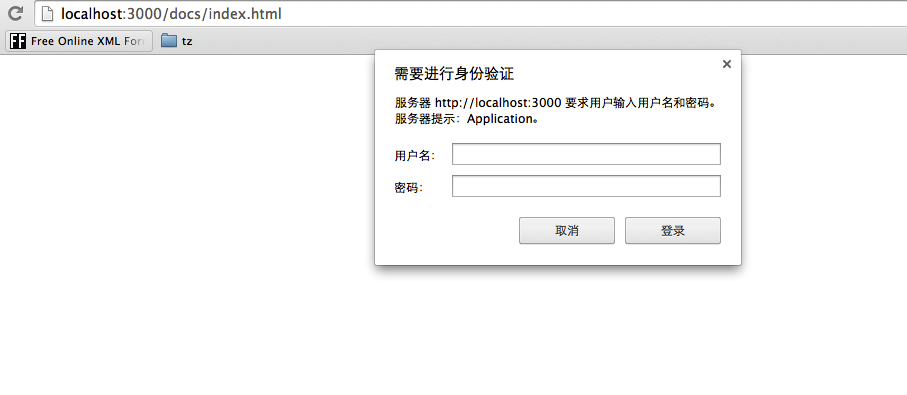 localhost:3000/docs/index.html
Free Online XML For
tz
需要进行身份验证
服务器 http://localhost:3000 要求用户输入用户名和密码。
服务器提示：Application。
用户名：
密码：
取消
登录